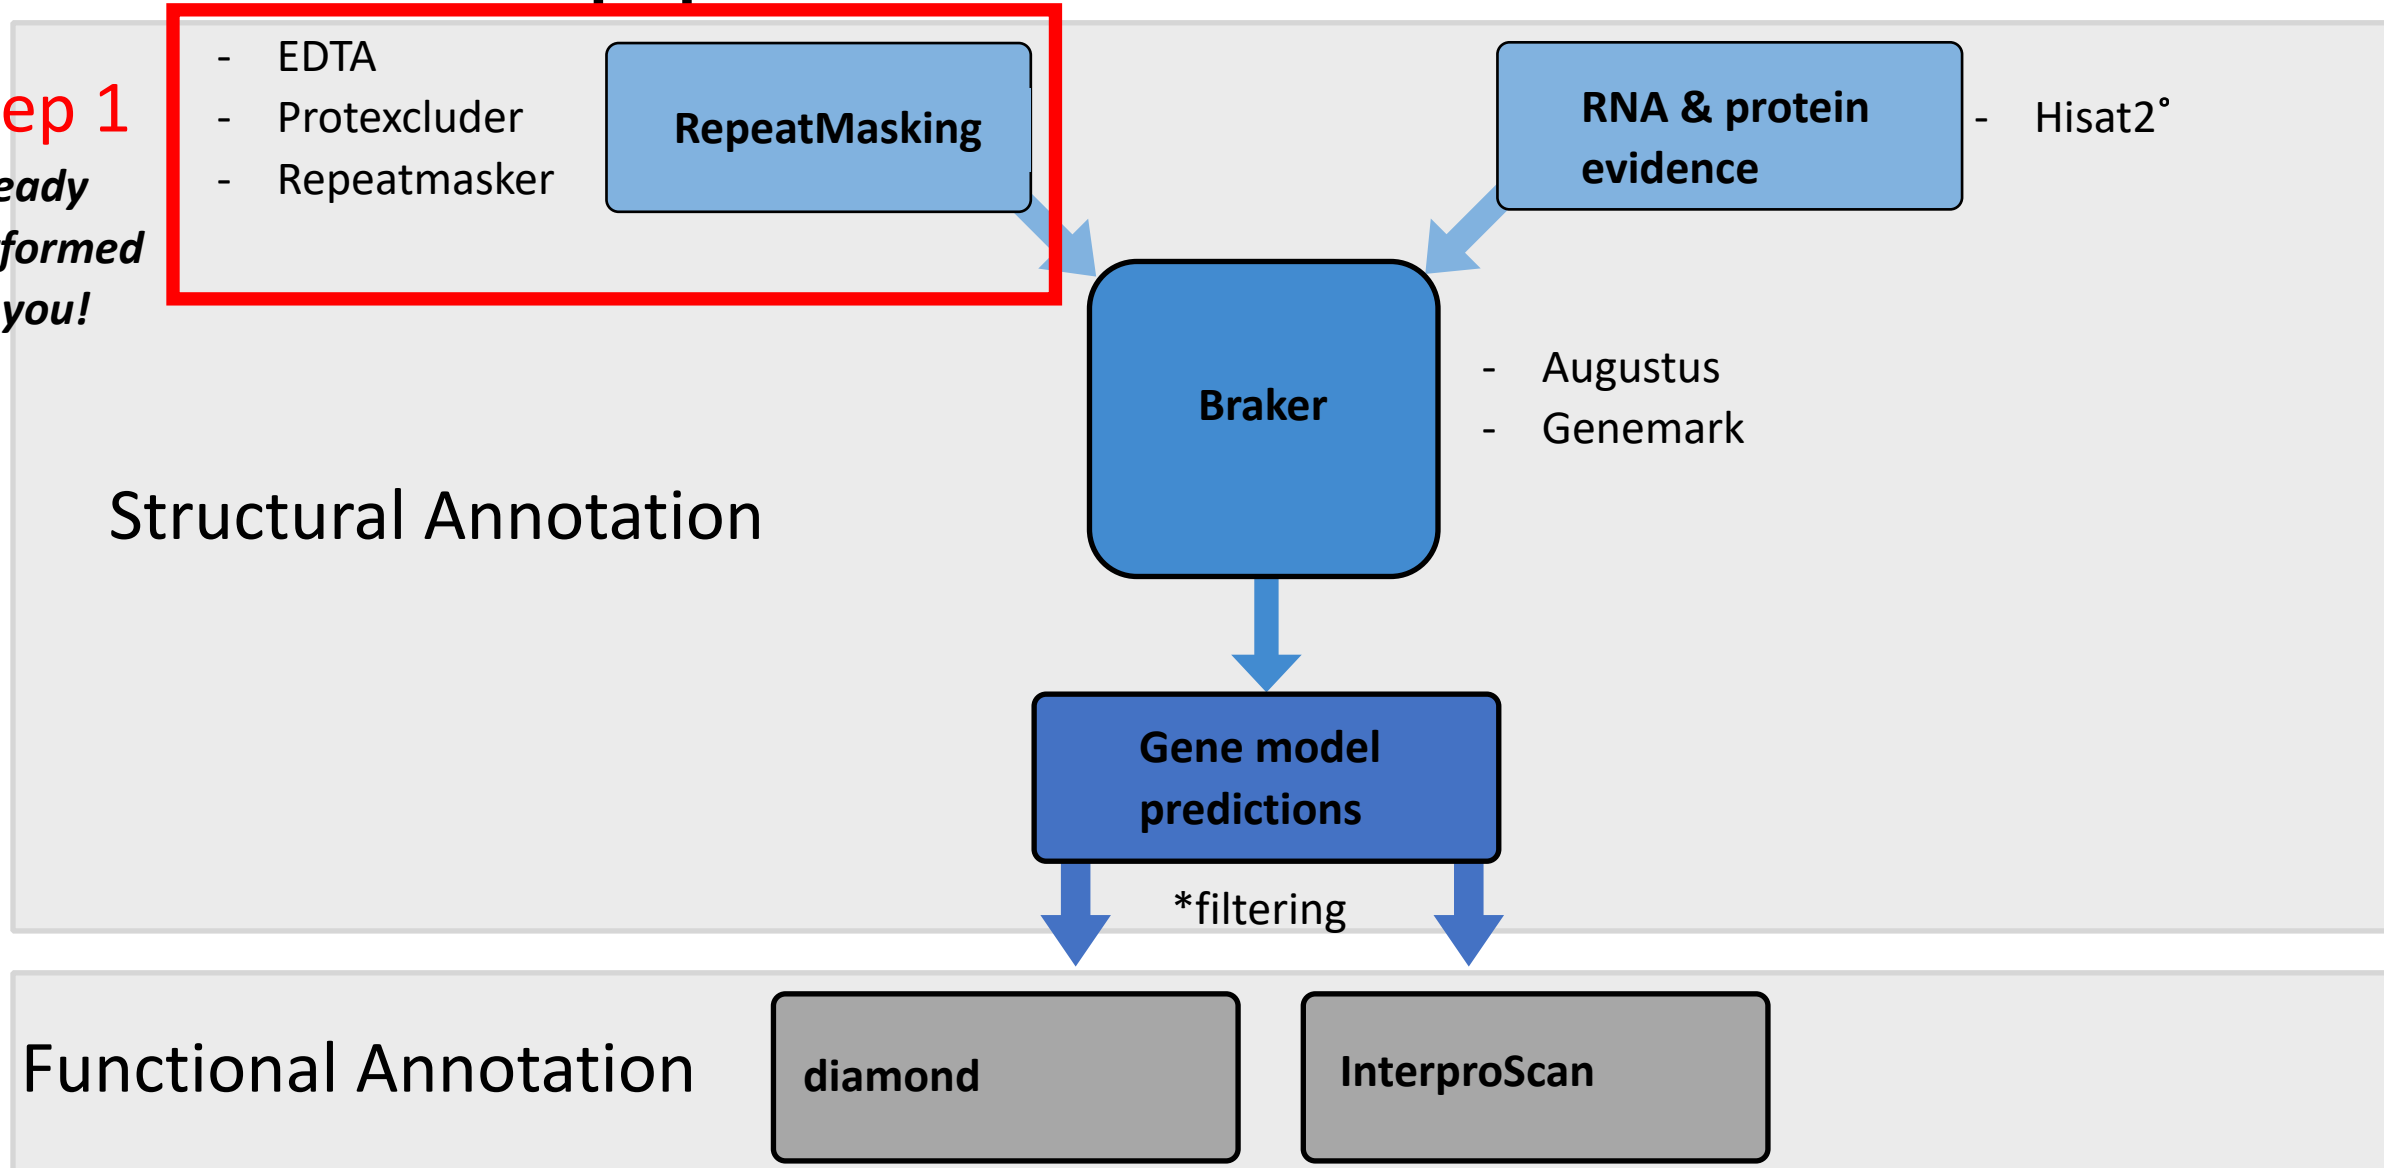 - EDTA
- Protexcluder
- Repeatmasker
ep 1
eady
formed
you!
RepeatMasking
RNA & protein
evidence
- Hisat2°
Braker
- Augustus
- Genemark
Structural Annotation
Gene model
predictions
*filtering
Functional Annotation
diamond
InterproScan